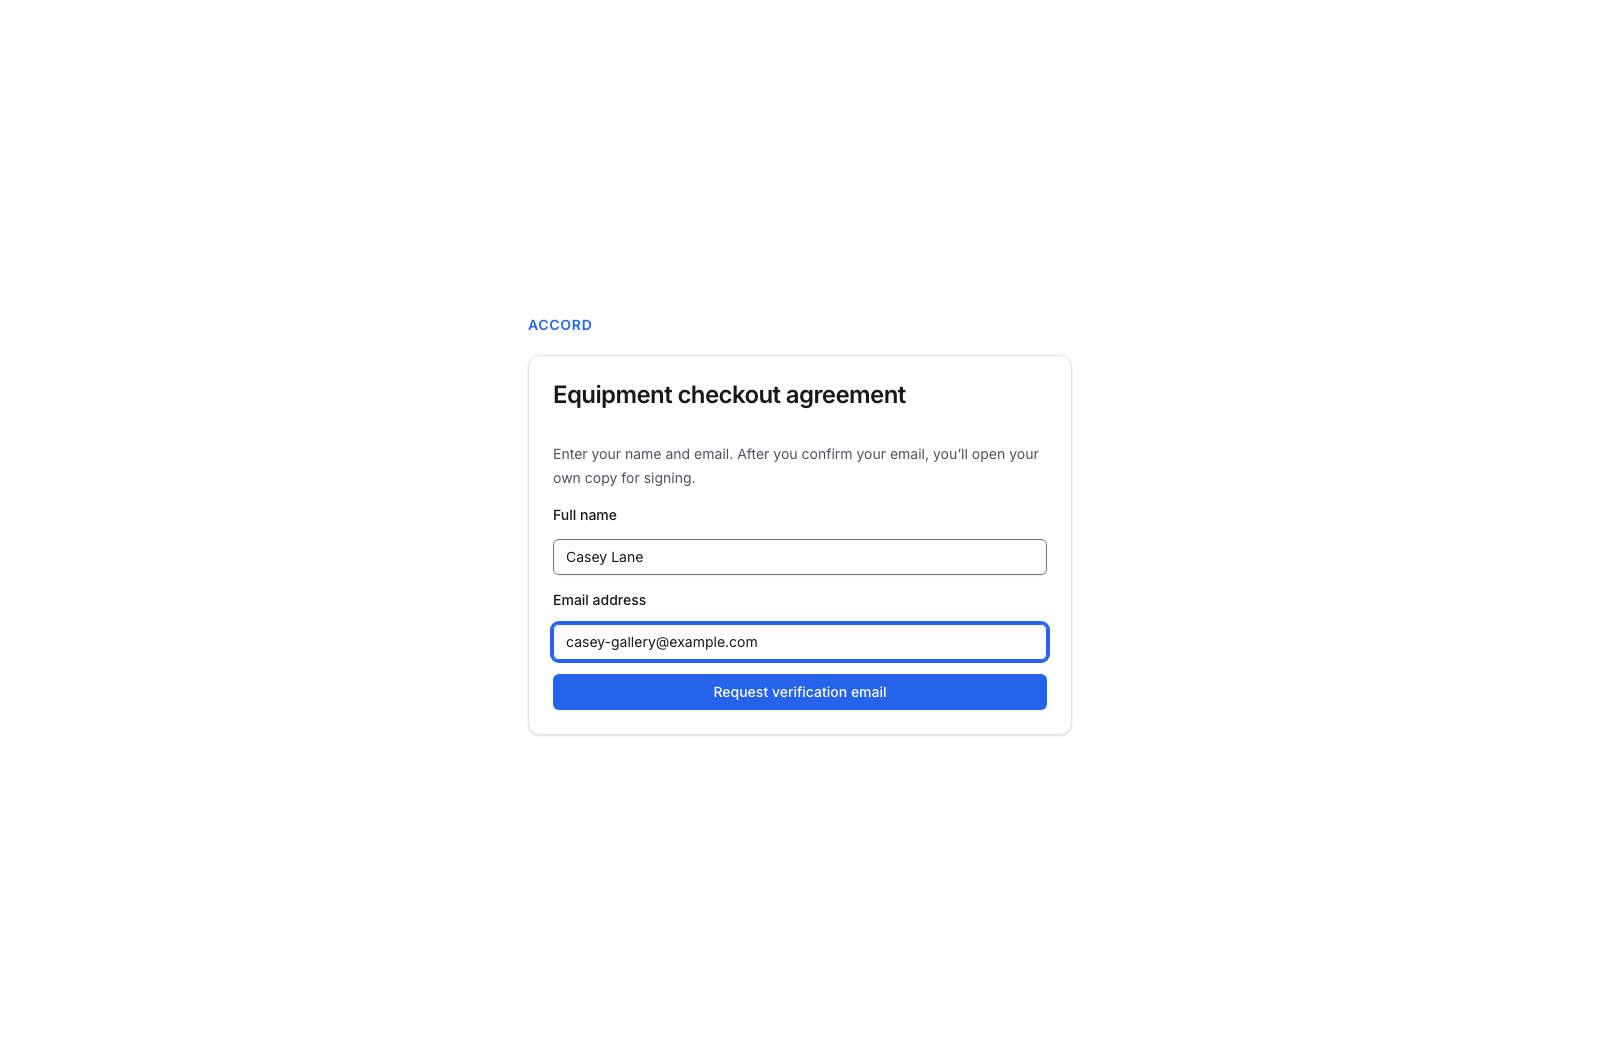 ACCORD
Equipment checkout agreement
Enter your name and email. After you confirm your email, you’ll open your
own copy for signing.
Full name
Casey Lane
Email address
casey-gallery@example.com
Request verification email